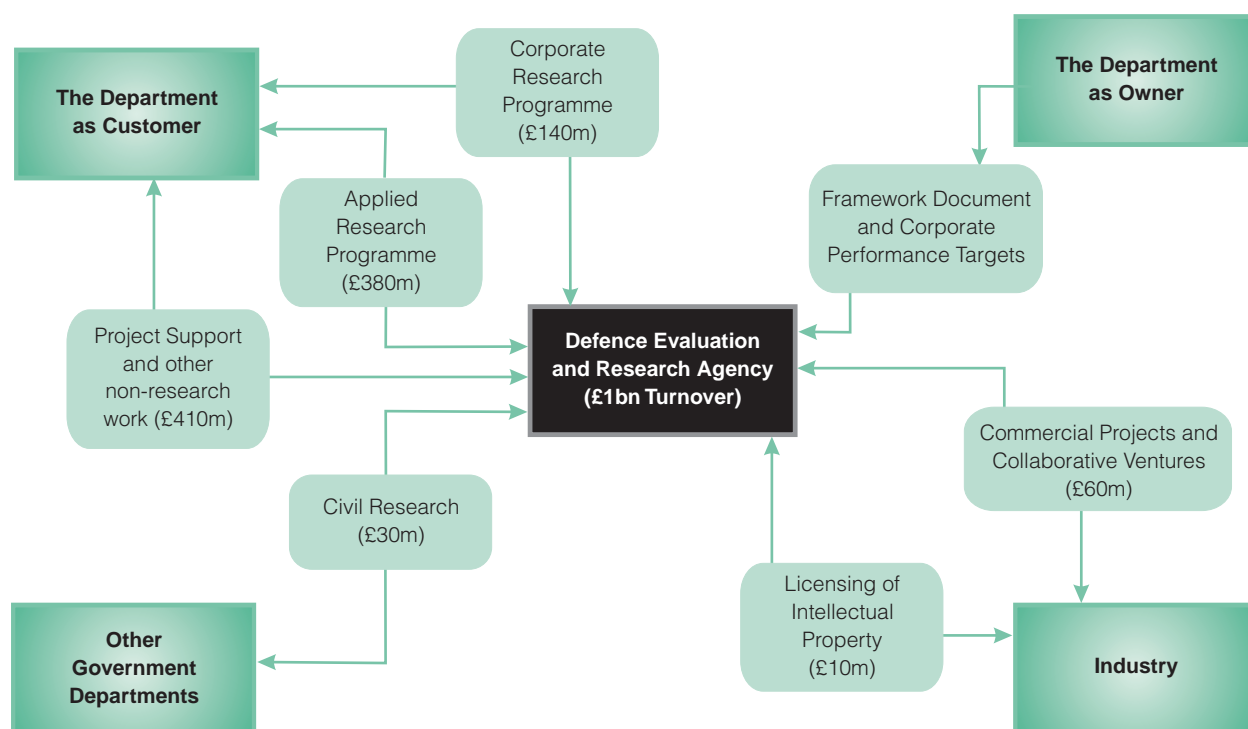 The Department
as Customer
Corporate
Research
Programme
(£140m)
The Department
as Owner
Applied
Research
Programme
(£380m)
Framework Document
and Corporate
Performance Targets
Project Support
and other
non-research
work (£410m)
Defence Evaluation
and Research Agency
(£1bn Turnover)
Commercial Projects and
Collaborative Ventures
(£60m)
Civil Research
(£30m)
Licensing of
Intellectual
Property
(£10m)
Other
Government
Departments
Industry